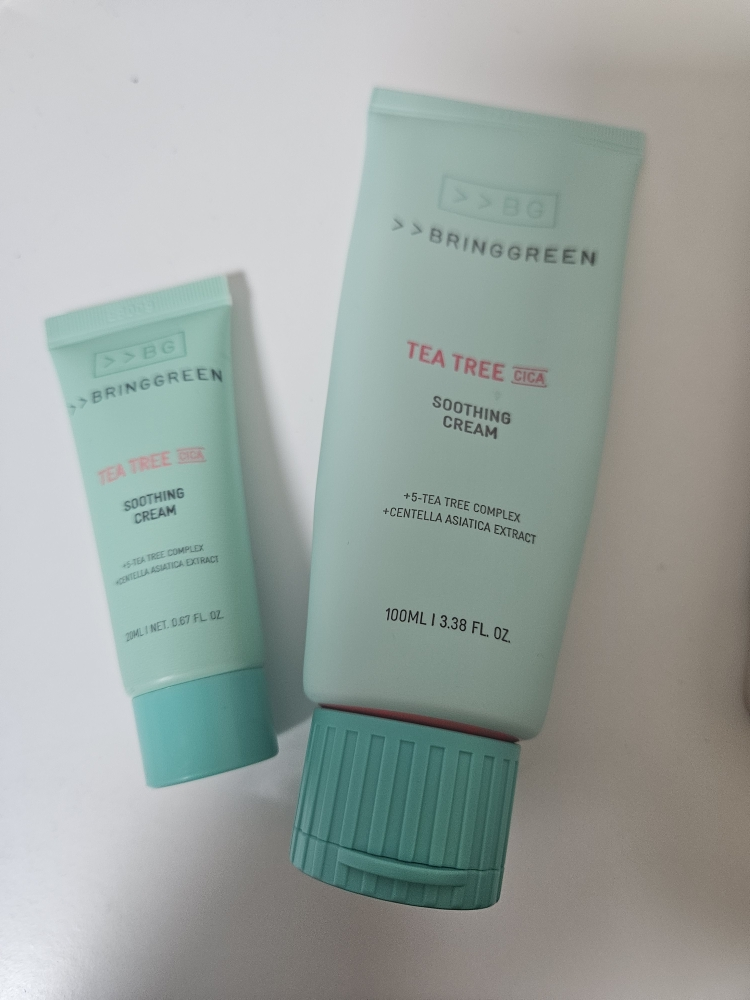 >>BG
>>BRINGGREEN
TEA TREE CICA
SOOTHING
CREAM
+5-TEA TREE COMPLEX
+CENTELLA ASIATICA EXTRACT
20ML I NET. 0.67 FL. OZ.
>>BG
>>BRINGGREEN
TEA TREE CICA
SOOTHING
CREAM
+5-TEA TREE COMPLEX
+CENTELLA ASIATICA EXTRACT
100ML I 3.38 FL. OZ.